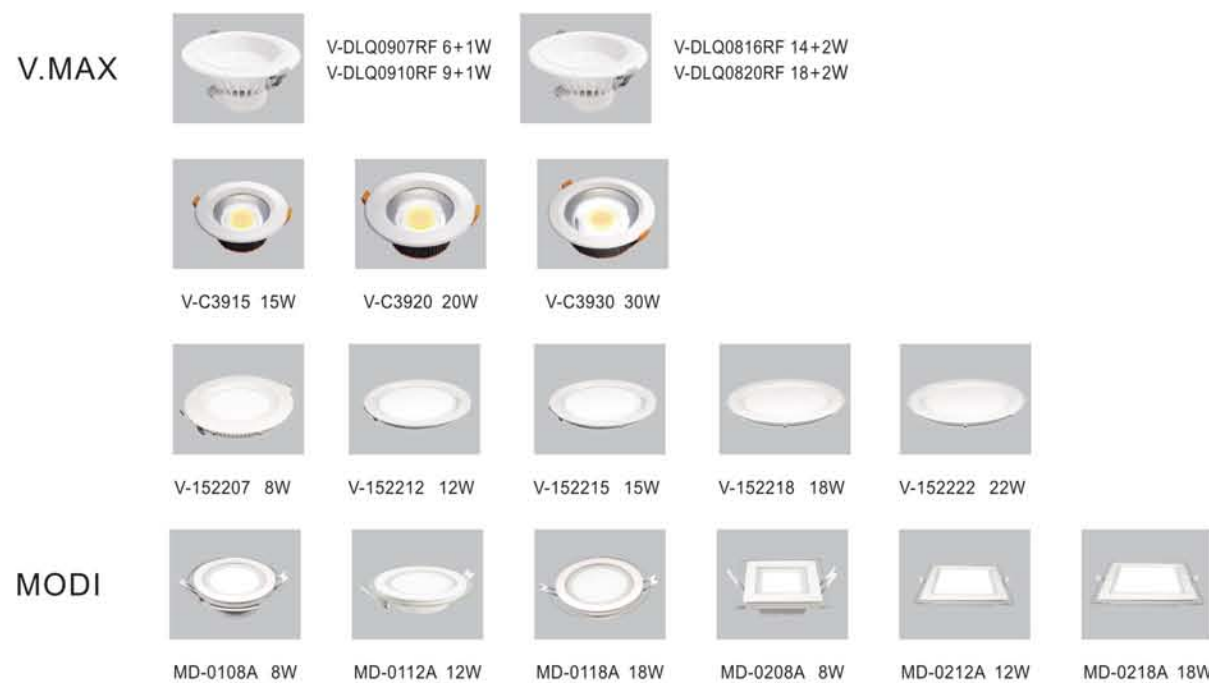 V.MAX
V-DLQ0907RF 6+1W
V-DLQ0910RF 9+1W
V-DLQ0816RF 14+2W
V-DLQ0820RF 18+2W
V-C3915 15W
V-C3920 20W
V-C3930 30W
V-152207 8W
V-152212 12W
V-152215 15W
V-152218 18W
V-152222 22W
MODI
MD-0108A 8W
MD-0112A 12W
MD-0118A 18W
MD-0208A 8W
MD-0212A 12W
MD-0218A 18W